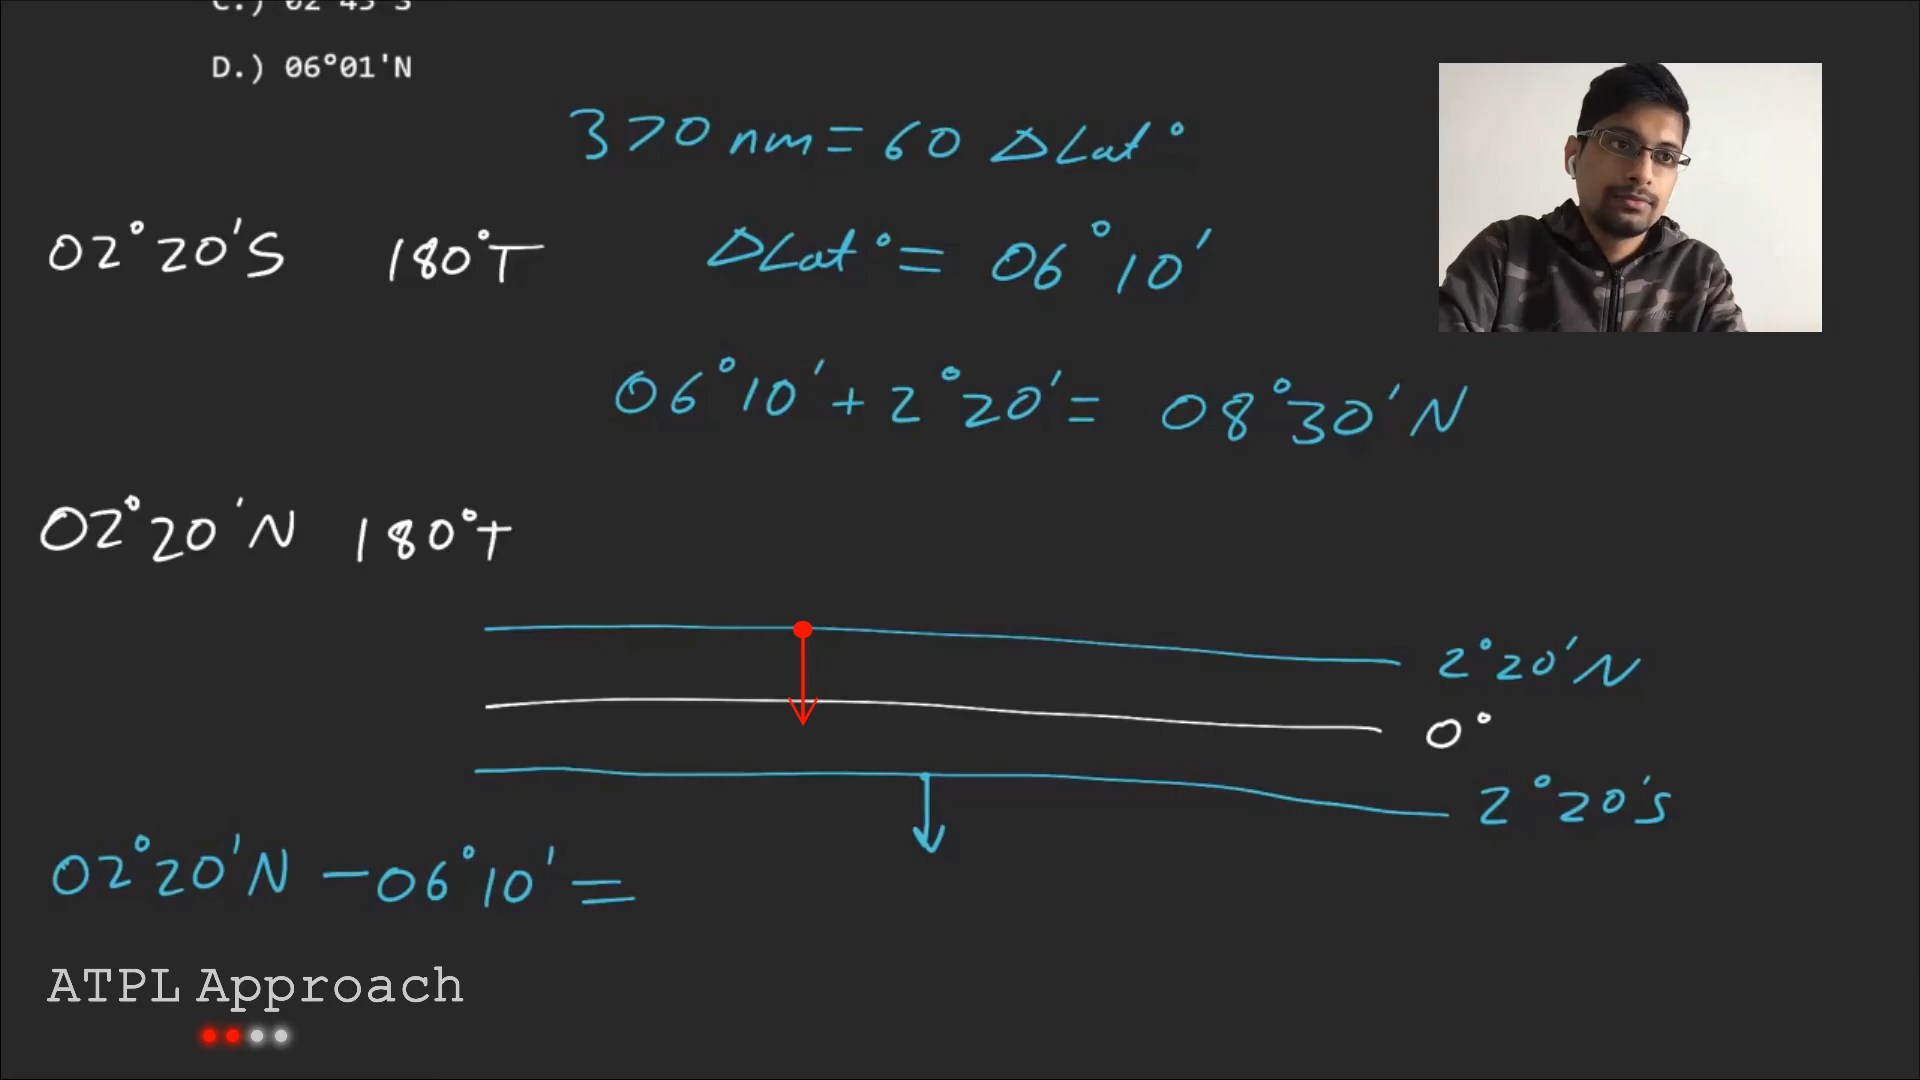 D.) 06°01'N
370 nm = 60 ΔLat°
02°20'S 180°T
ΔLat° = 06°10'
06°10' + 2°20' = 08°30'N
02°20'N 180°T
2°20'N
0°
2°20'S
02°20'N - 06°10' =
ATPL Approach